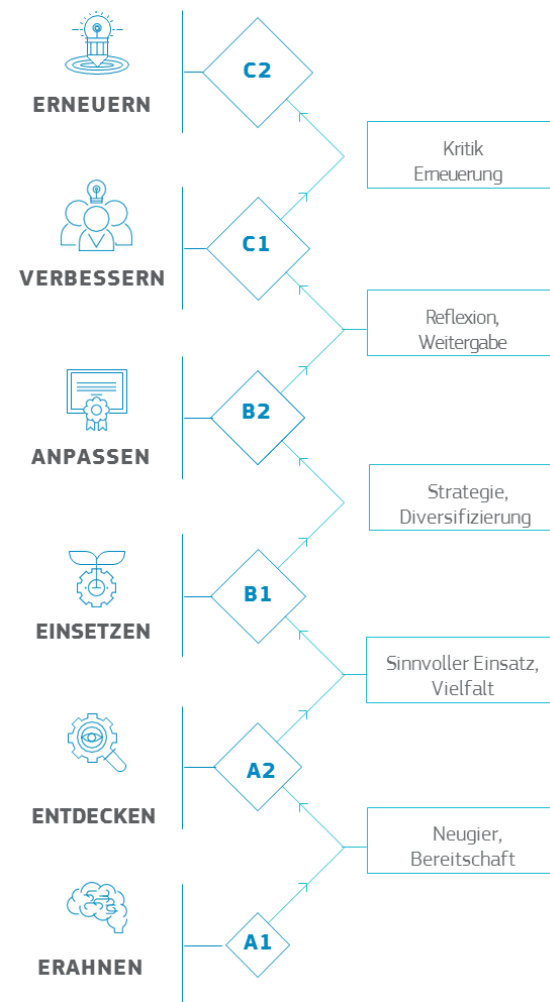 C2
ERNEUERN
Kritik
Erneuerung
C1
VERBESSERN
Reflexion,
Weitergabe
B2
ANPASSEN
Strategie,
Diversifizierung
B1
EINSETZEN
Sinnvoller Einsatz,
Vielfalt
A2
ENTDECKEN
Neugier,
Bereitschaft
A1
ERAHNEN